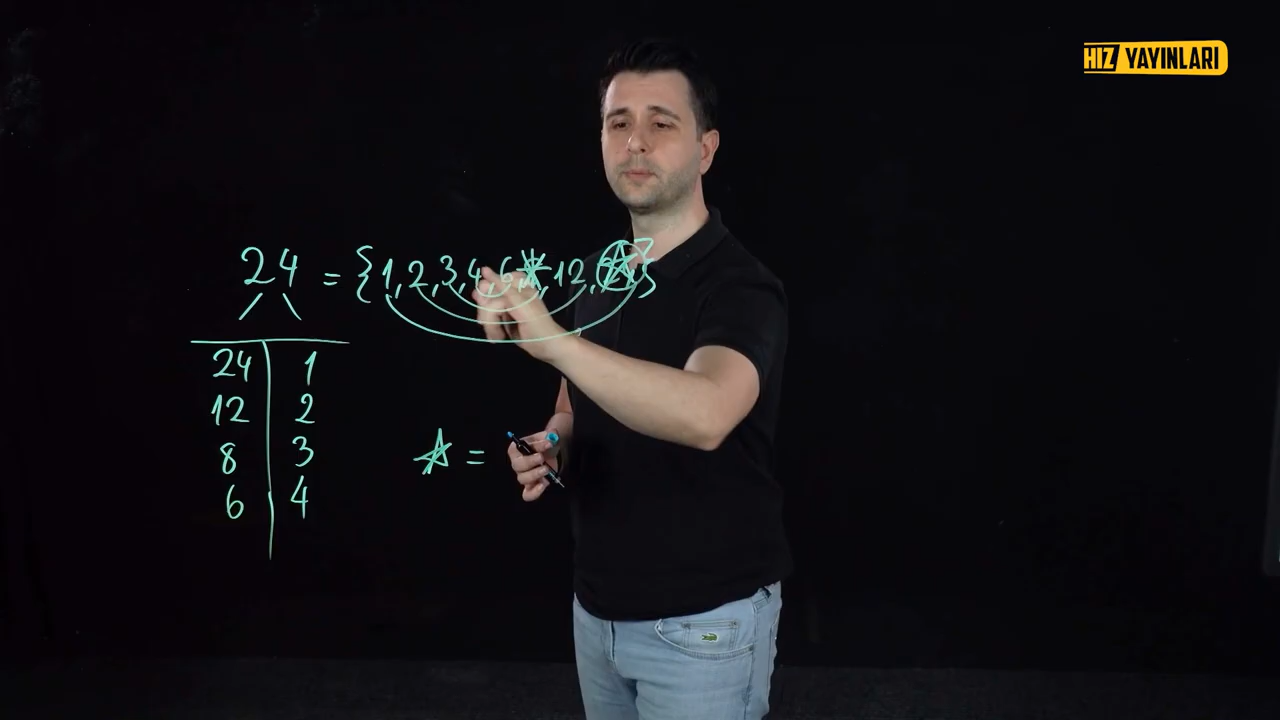 HIZ YAYINLARI
24 = {1, 2, 3, 4, 6, ☆, 12, ☆}
24 | 1
12 | 2
8 | 3
6 | 4
☆ =